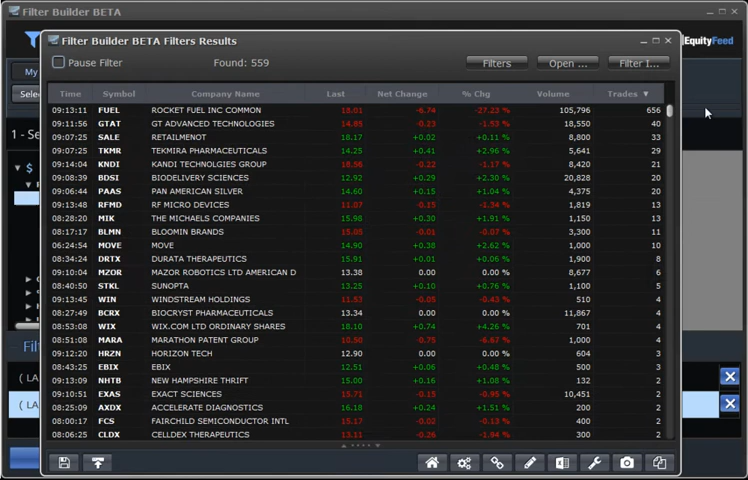 Filter Builder BETA
EquityFeed
Filter Builder BETA Filters Results
Pause Filter Found: 559 Filters Open ... Filter I...
My
Selec
1 - Se
Time Symbol Company Name Last Net Change % Chg Volume Trades ▼
09:13:11 FUEL ROCKET FUEL INC COMMON 18.01 -6.74 -27.23 % 105,796 656
09:11:56 GTAT GT ADVANCED TECHNOLOGIES 14.85 -0.23 -1.53 % 18,550 40
09:07:25 SALE RETAILMENOT 18.17 +0.02 +0.11 % 8,800 33
09:07:25 TKMR TEKMIRA PHARMACEUTICALS 14.25 +0.41 +2.96 % 5,641 29
09:14:04 KNDI KANDI TECHNOLGIES GROUP 18.56 -0.22 -1.17 % 8,420 21
09:08:39 BDSI BIODELIVERY SCIENCES 12.92 +0.29 +2.30 % 20,828 20
09:06:44 PAAS PAN AMERICAN SILVER 14.60 +0.15 +1.04 % 4,375 20
09:13:48 RFMD RF MICRO DEVICES 11.07 -0.15 -1.34 % 1,819 13
08:28:20 MIK THE MICHAELS COMPANIES 15.98 +0.30 +1.91 % 1,150 13
08:17:17 BLMN BLOOMIN BRANDS 15.05 -0.01 -0.07 % 3,300 11
06:24:54 MOVE MOVE 14.90 +0.38 +2.62 % 1,000 10
08:34:24 DRTX DURATA THERAPEUTICS 15.91 +0.01 +0.06 % 1,900 8
09:10:04 MZOR MAZOR ROBOTICS LTD AMERICAN D 13.38 0.00 0.00 % 8,677 6
08:40:50 STKL SUNOPTA 13.25 +0.10 +0.76 % 1,100 5
09:13:45 WIN WINDSTREAM HOLDINGS 11.53 -0.05 -0.43 % 510 4
08:27:49 BCRX BIOCRYST PHARMACEUTICALS 13.34 0.00 0.00 % 11,867 4
08:53:08 WIX WIX.COM LTD ORDINARY SHARES 18.10 +0.74 +4.26 % 701 4
08:51:08 MARA MARATHON PATENT GROUP 10.50 -0.75 -6.67 % 1,000 4
09:12:20 HRZN HORIZON TECH 12.90 0.00 0.00 % 604 3
08:43:25 EBIX EBIX 12.51 +0.06 +0.48 % 500 3
09:13:09 NHTB NEW HAMPSHIRE THRIFT 15.00 +0.16 +1.08 % 132 2
09:10:51 EXAS EXACT SCIENCES 15.71 -0.15 -0.95 % 10,451 2
08:25:09 AXDX ACCELERATE DIAGNOSTICS 16.18 +0.24 +1.51 % 200 2
08:00:17 FCS FAIRCHILD SEMICONDUCTOR INTL 15.17 -0.02 -0.13 % 400 2
08:06:25 CLDX CELLDEX THERAPEUTICS 13.11 -0.26 -1.94 % 300 2
$
Filt
( LA
( LA